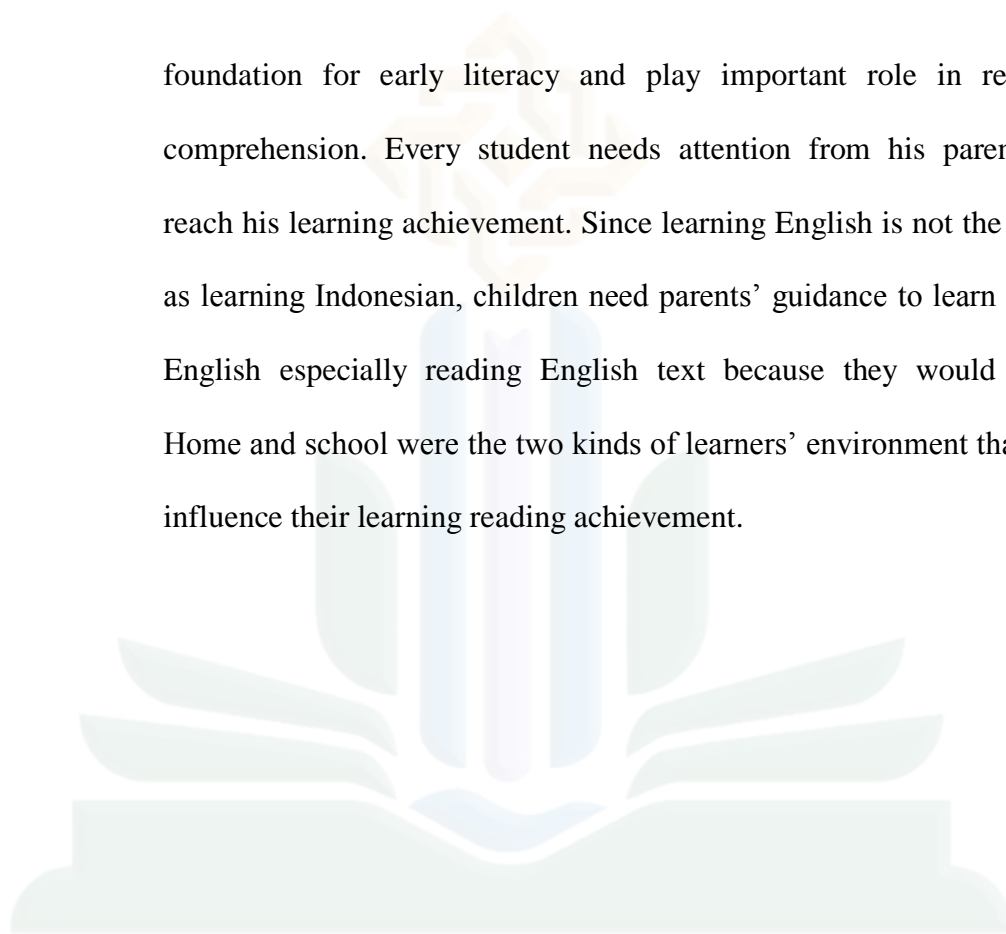 foundation for early literacy and play important role in re
comprehension. Every student needs attention from his paren
reach his learning achievement. Since learning English is not the
as learning Indonesian, children need parents’ guidance to learn
English especially reading English text because they would
Home and school were the two kinds of learners’ environment tha
influence their learning reading achievement.